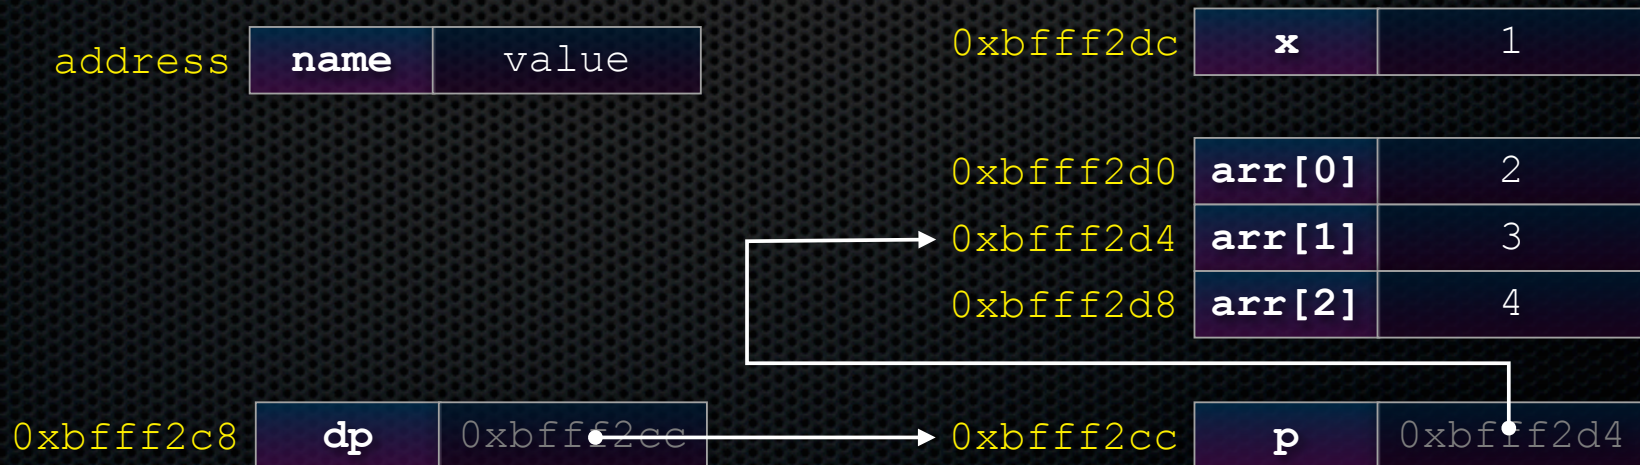 address name value 0xbfff2dc x 1
0xbfff2d0 arr[0] 2
0xbfff2d4 arr[1] 3
0xbfff2d8 arr[2] 4
0xbfff2c8 dp 0xbfff2cc 0xbfff2cc p 0xbfff2d4